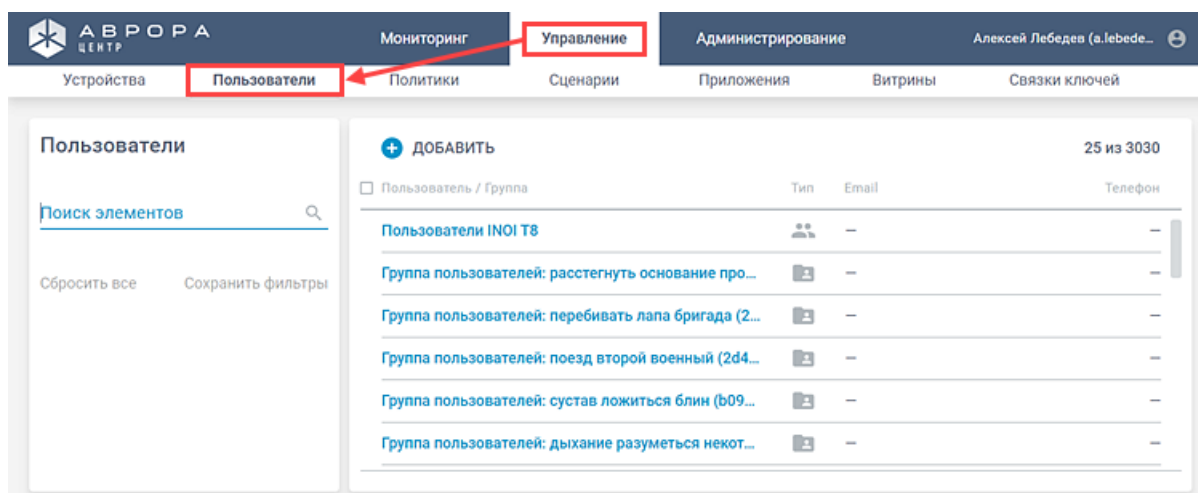 АВРОРА
ЦЕНТР
Мониторинг Управление Администрирование Алексей Лебедев (a.lebede...
Устройства Пользователи Политики Сценарии Приложения Витрины Связки ключей
Пользователи
Поиск элементов
Сбросить все Сохранить фильтры
ДОБАВИТЬ 25 из 3030
Пользователь / Группа Тип Email Телефон
Пользователи INOI T8 — —
Группа пользователей: расстегнуть основание про... — —
Группа пользователей: перебивать лапа бригада (2... — —
Группа пользователей: поезд второй военный (2d4... — —
Группа пользователей: сустав ложиться блин (b09... — —
Группа пользователей: дыхание разуметься некот... — —